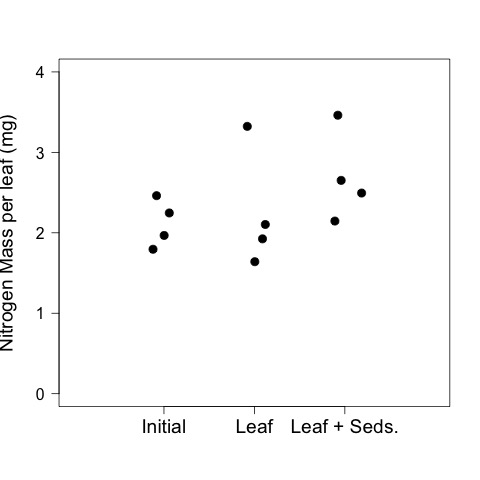 Nitrogen Mass per leaf (mg)
4
3
2
1
0
Initial
Leaf
Leaf + Seds.